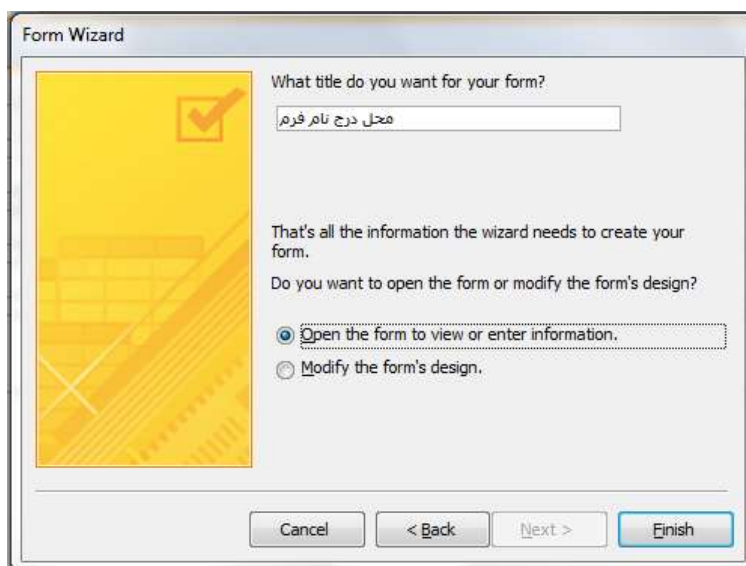 Form Wizard
What title do you want for your form?
محل درج نام فرم
That's all the information the wizard needs to create your
form.
Do you want to open the form or modify the form's design?
Open the form to view or enter information.
Modify the form's design.
Cancel
< Back
Next >
Finish